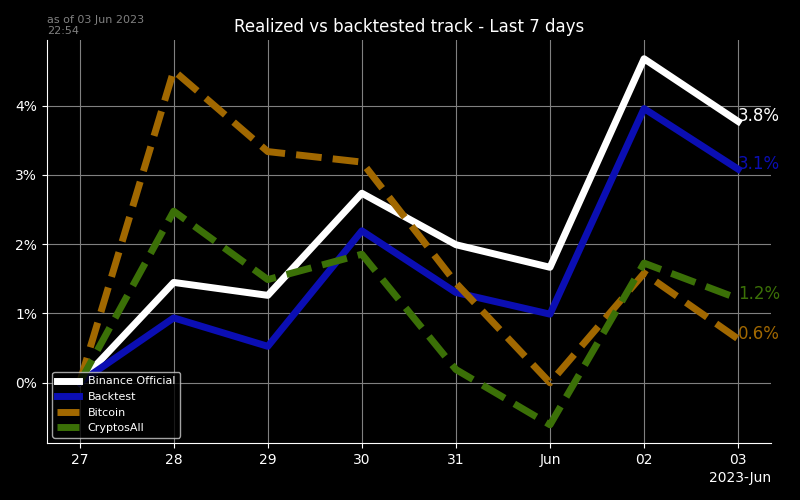 as of 03 Jun 2023
22:54
Realized vs backtested track - Last 7 days
4%
3%
2%
1%
0%
3.8%
3.1%
1.2%
0.6%
Binance Official
Backtest
Bitcoin
CryptosAll
27 28 29 30 31 Jun 02 03
2023-Jun